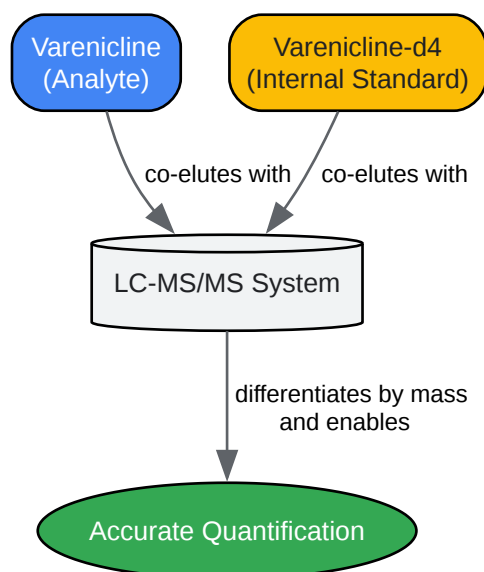 Varenicline
(Analyte)
Varenicline-d4
(Internal Standard)
co-elutes with
co-elutes with
LC-MS/MS System
differentiates by mass
and enables
Accurate Quantification